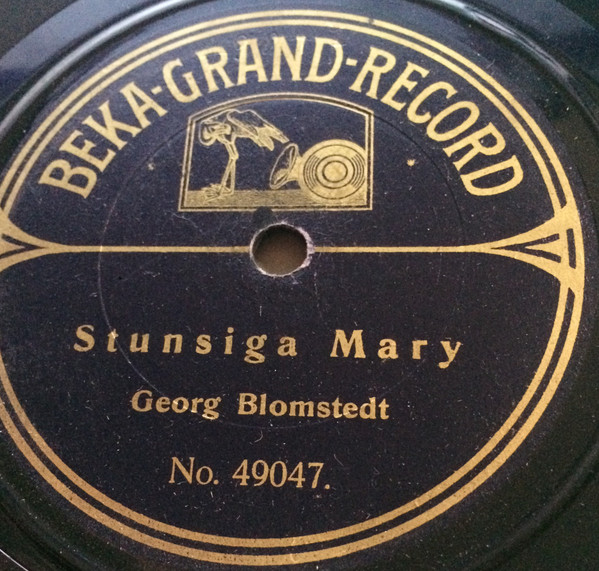 BEKA-GRAND-RECORD
Stunsiga Mary
Georg Blomstedt
No. 49047.